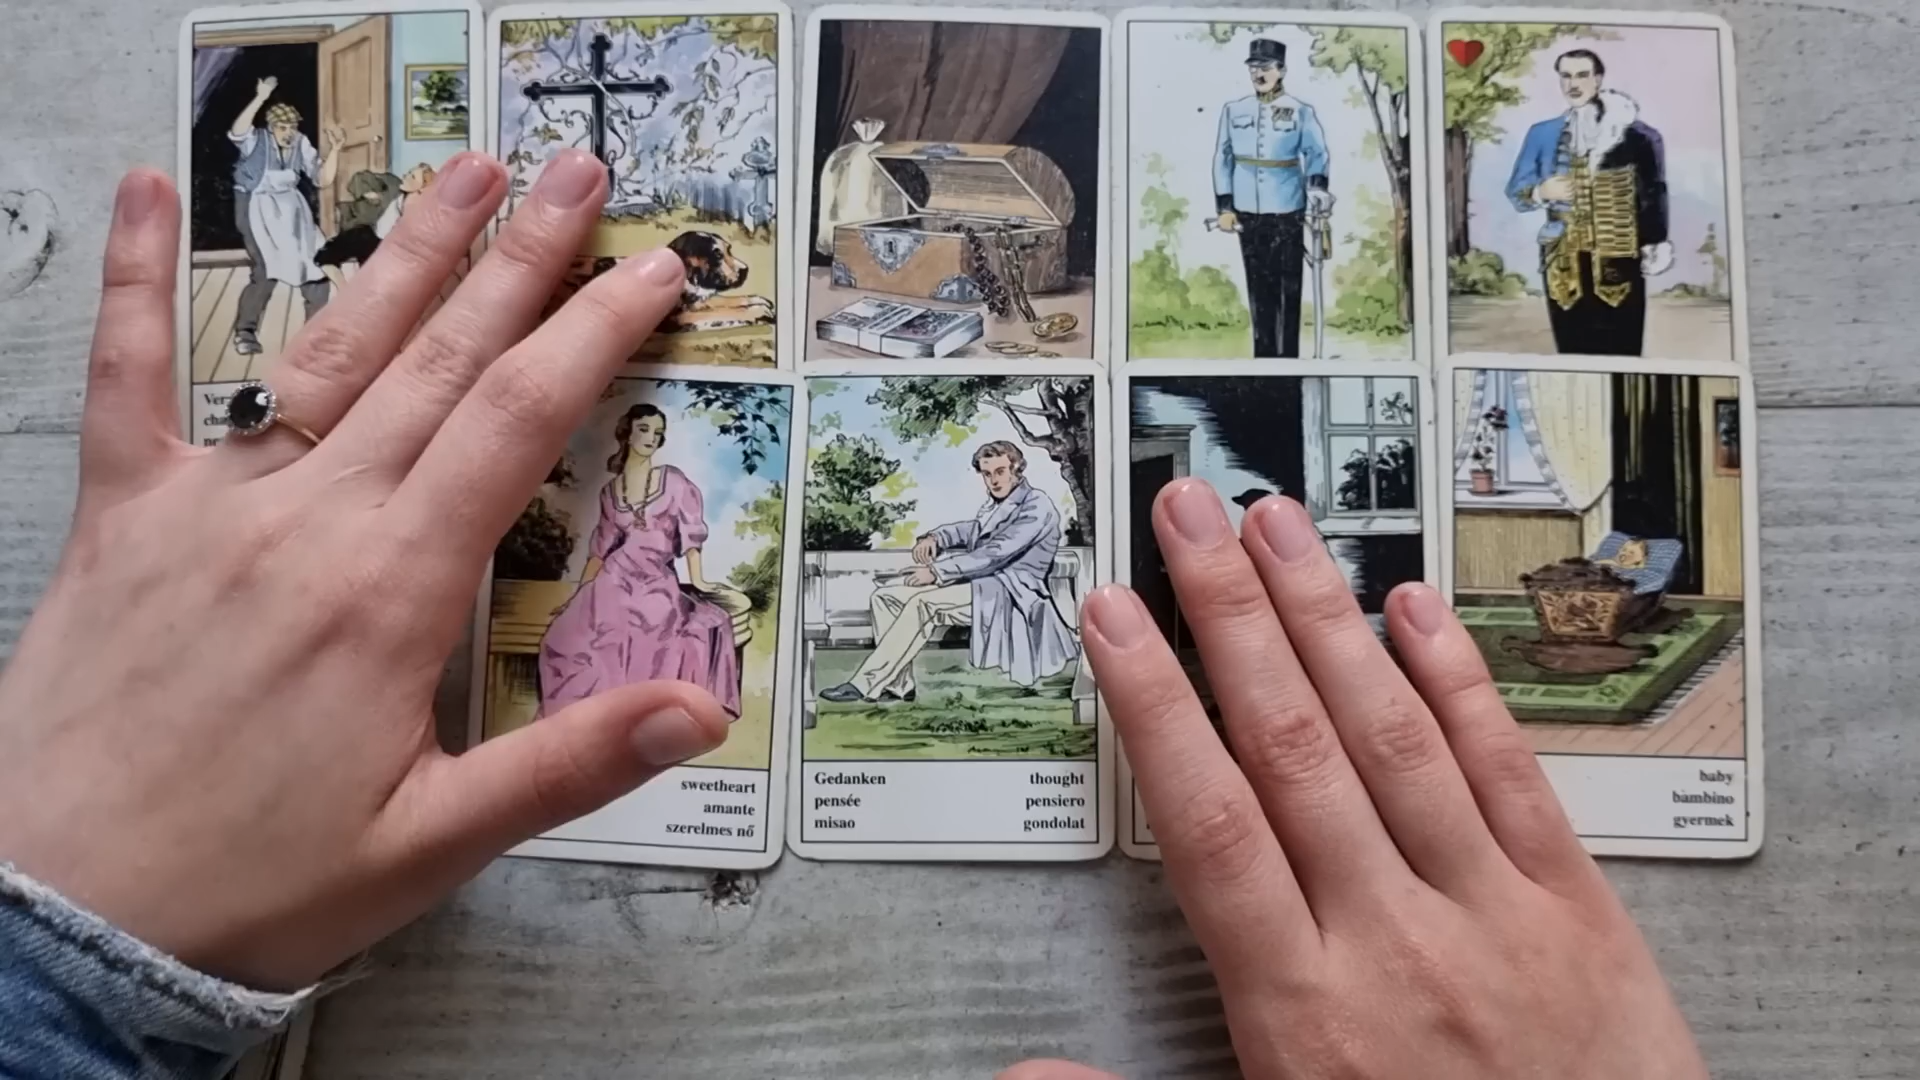 sweetheart
amante
szerelmes nő
Gedanken thought
pensée pensiero
misao gondolat
baby
bambino
gyermek